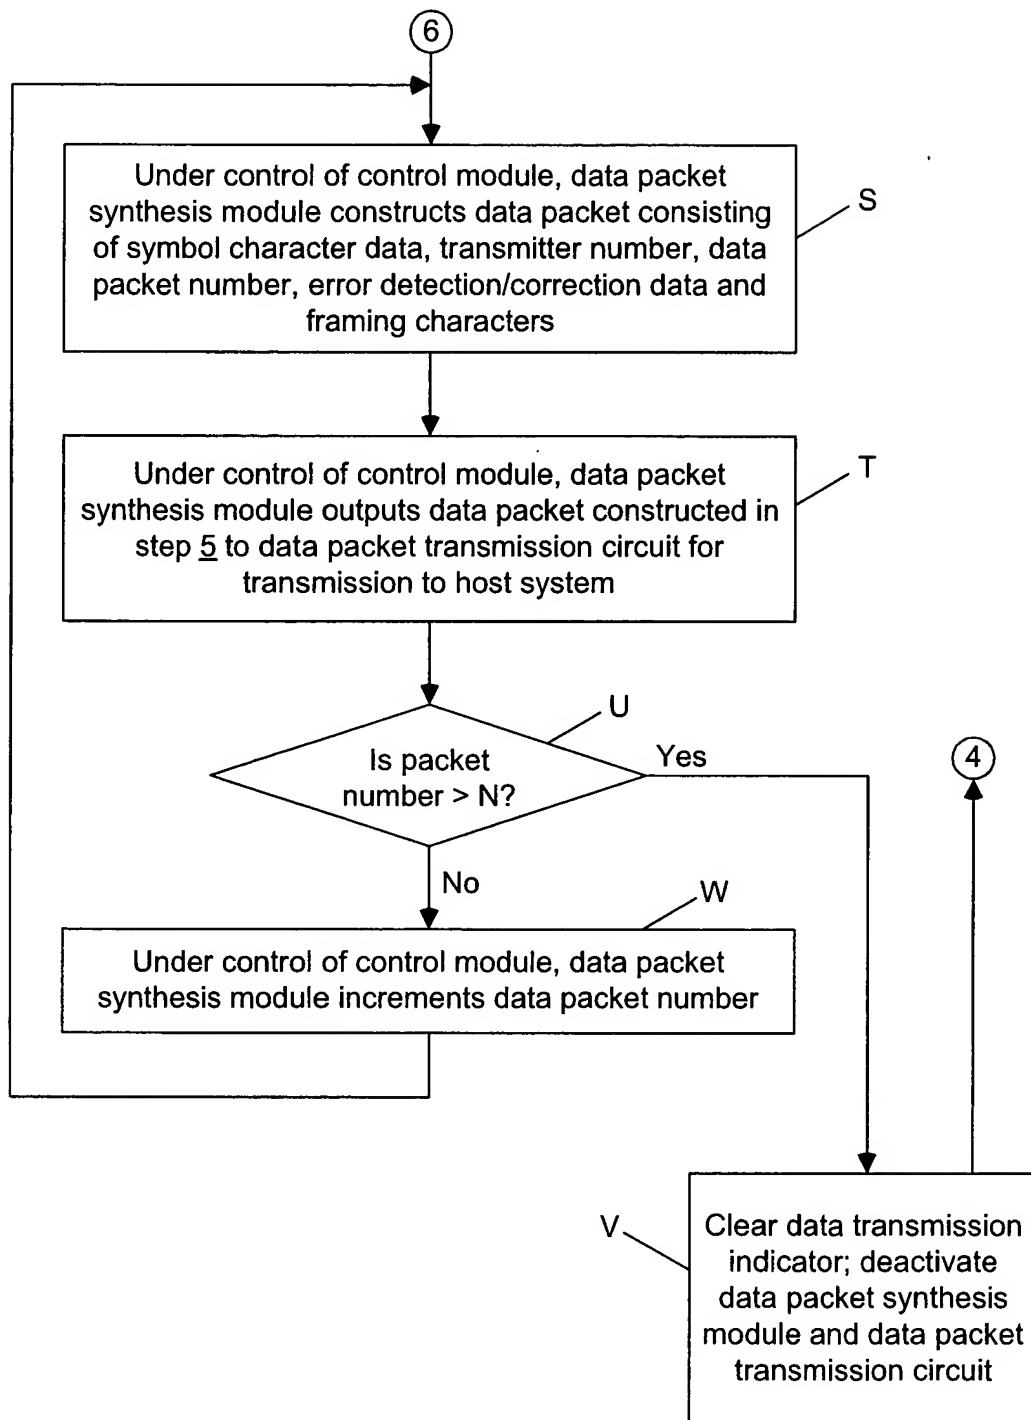 6
Under control of control module, data packet
synthesis module constructs data packet consisting
of symbol character data, transmitter number, data
packet number, error detection/correction data and
framing characters
S
Under control of control module, data packet
synthesis module outputs data packet constructed in
step 5 to data packet transmission circuit for
transmission to host system
T
Is packet
number > N?
U
Yes
4
No
W
Under control of control module, data packet
synthesis module increments data packet number
V
Clear data transmission
indicator; deactivate
data packet synthesis
module and data packet
transmission circuit